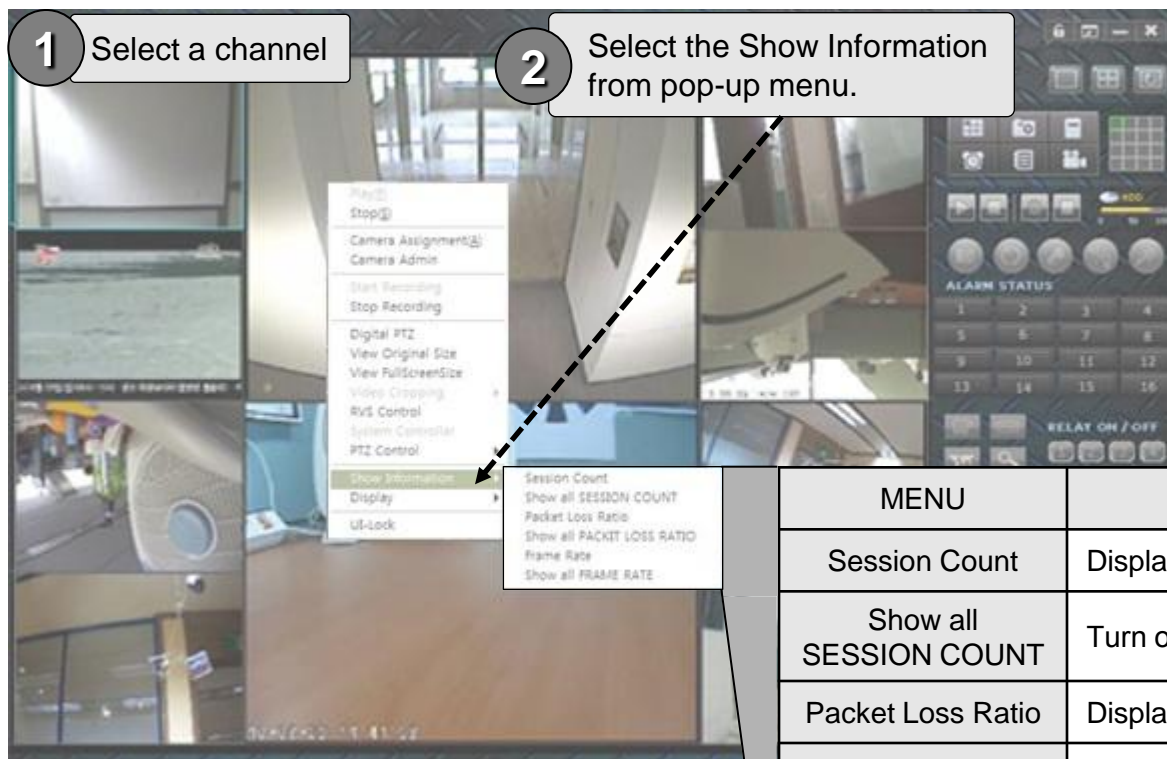 1 Select a channel
2 Select the Show Information
from pop-up menu.
Play(P)
Stop(S)
Camera Assignment(A)
Camera Admin
Start Recording
Stop Recording
Digital PTZ
View Original Size
View FullScreenSize
Video Cropping
RVS Control
System Controller
PTZ Control
Show Information
Display
UI-Lock
Session Count
Show all SESSION COUNT
Packet Loss Ratio
Show all PACKIT LOSS RATIO
Frame Rate
Show all FRAME RATE
HDD
ALARM STATUS
1 2 3 4
5 6 7 8
9 10 11 12
13 14 15 16
RELAY ON / OFF
MENU
Session Count Displa
Show all
SESSION COUNT Turn o
Packet Loss Ratio Displa